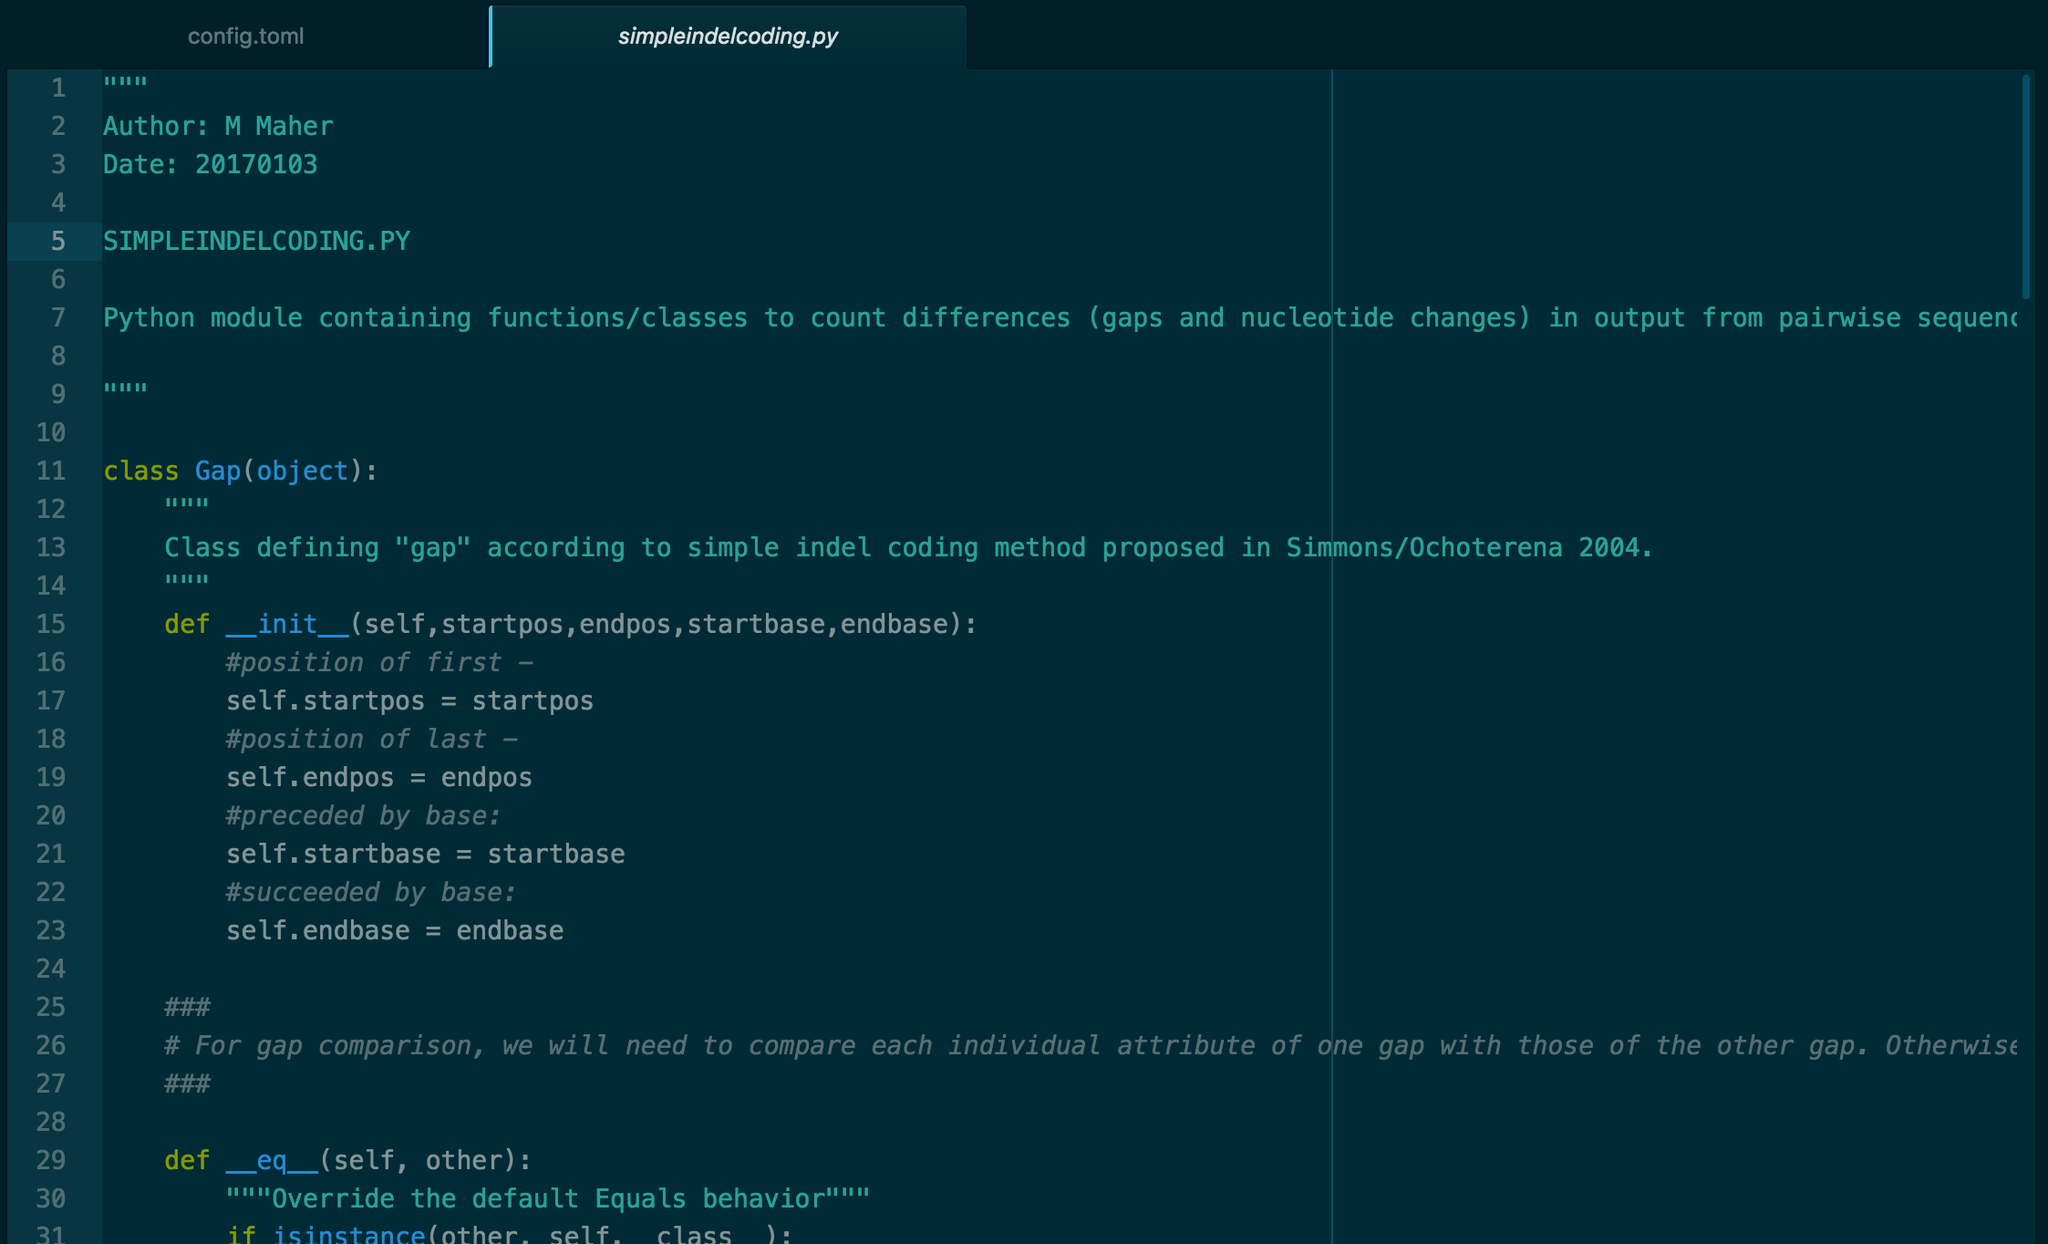 config.toml
simpleindelcoding.py
1 """
2 Author: M Maher
3 Date: 20170103
4
5 SIMPLEINDELCODING.PY
6
7 Python module containing functions/classes to count differences (gaps and nucleotide changes) in output from pairwise sequenc
8
9 """
10
11 class Gap(object):
12     """
13     Class defining "gap" according to simple indel coding method proposed in Simmons/Ochoterena 2004.
14     """
15     def __init__(self,startpos,endpos,startbase,endbase):
16         #position of first -
17         self.startpos = startpos
18         #position of last -
19         self.endpos = endpos
20         #preceded by base:
21         self.startbase = startbase
22         #succeeded by base:
23         self.endbase = endbase
24
25     ###
26     # For gap comparison, we will need to compare each individual attribute of one gap with those of the other gap. Otherwise
27     ###
28
29     def __eq__(self, other):
30         """Override the default Equals behavior"""
31         if isinstance(other, self.__class__):